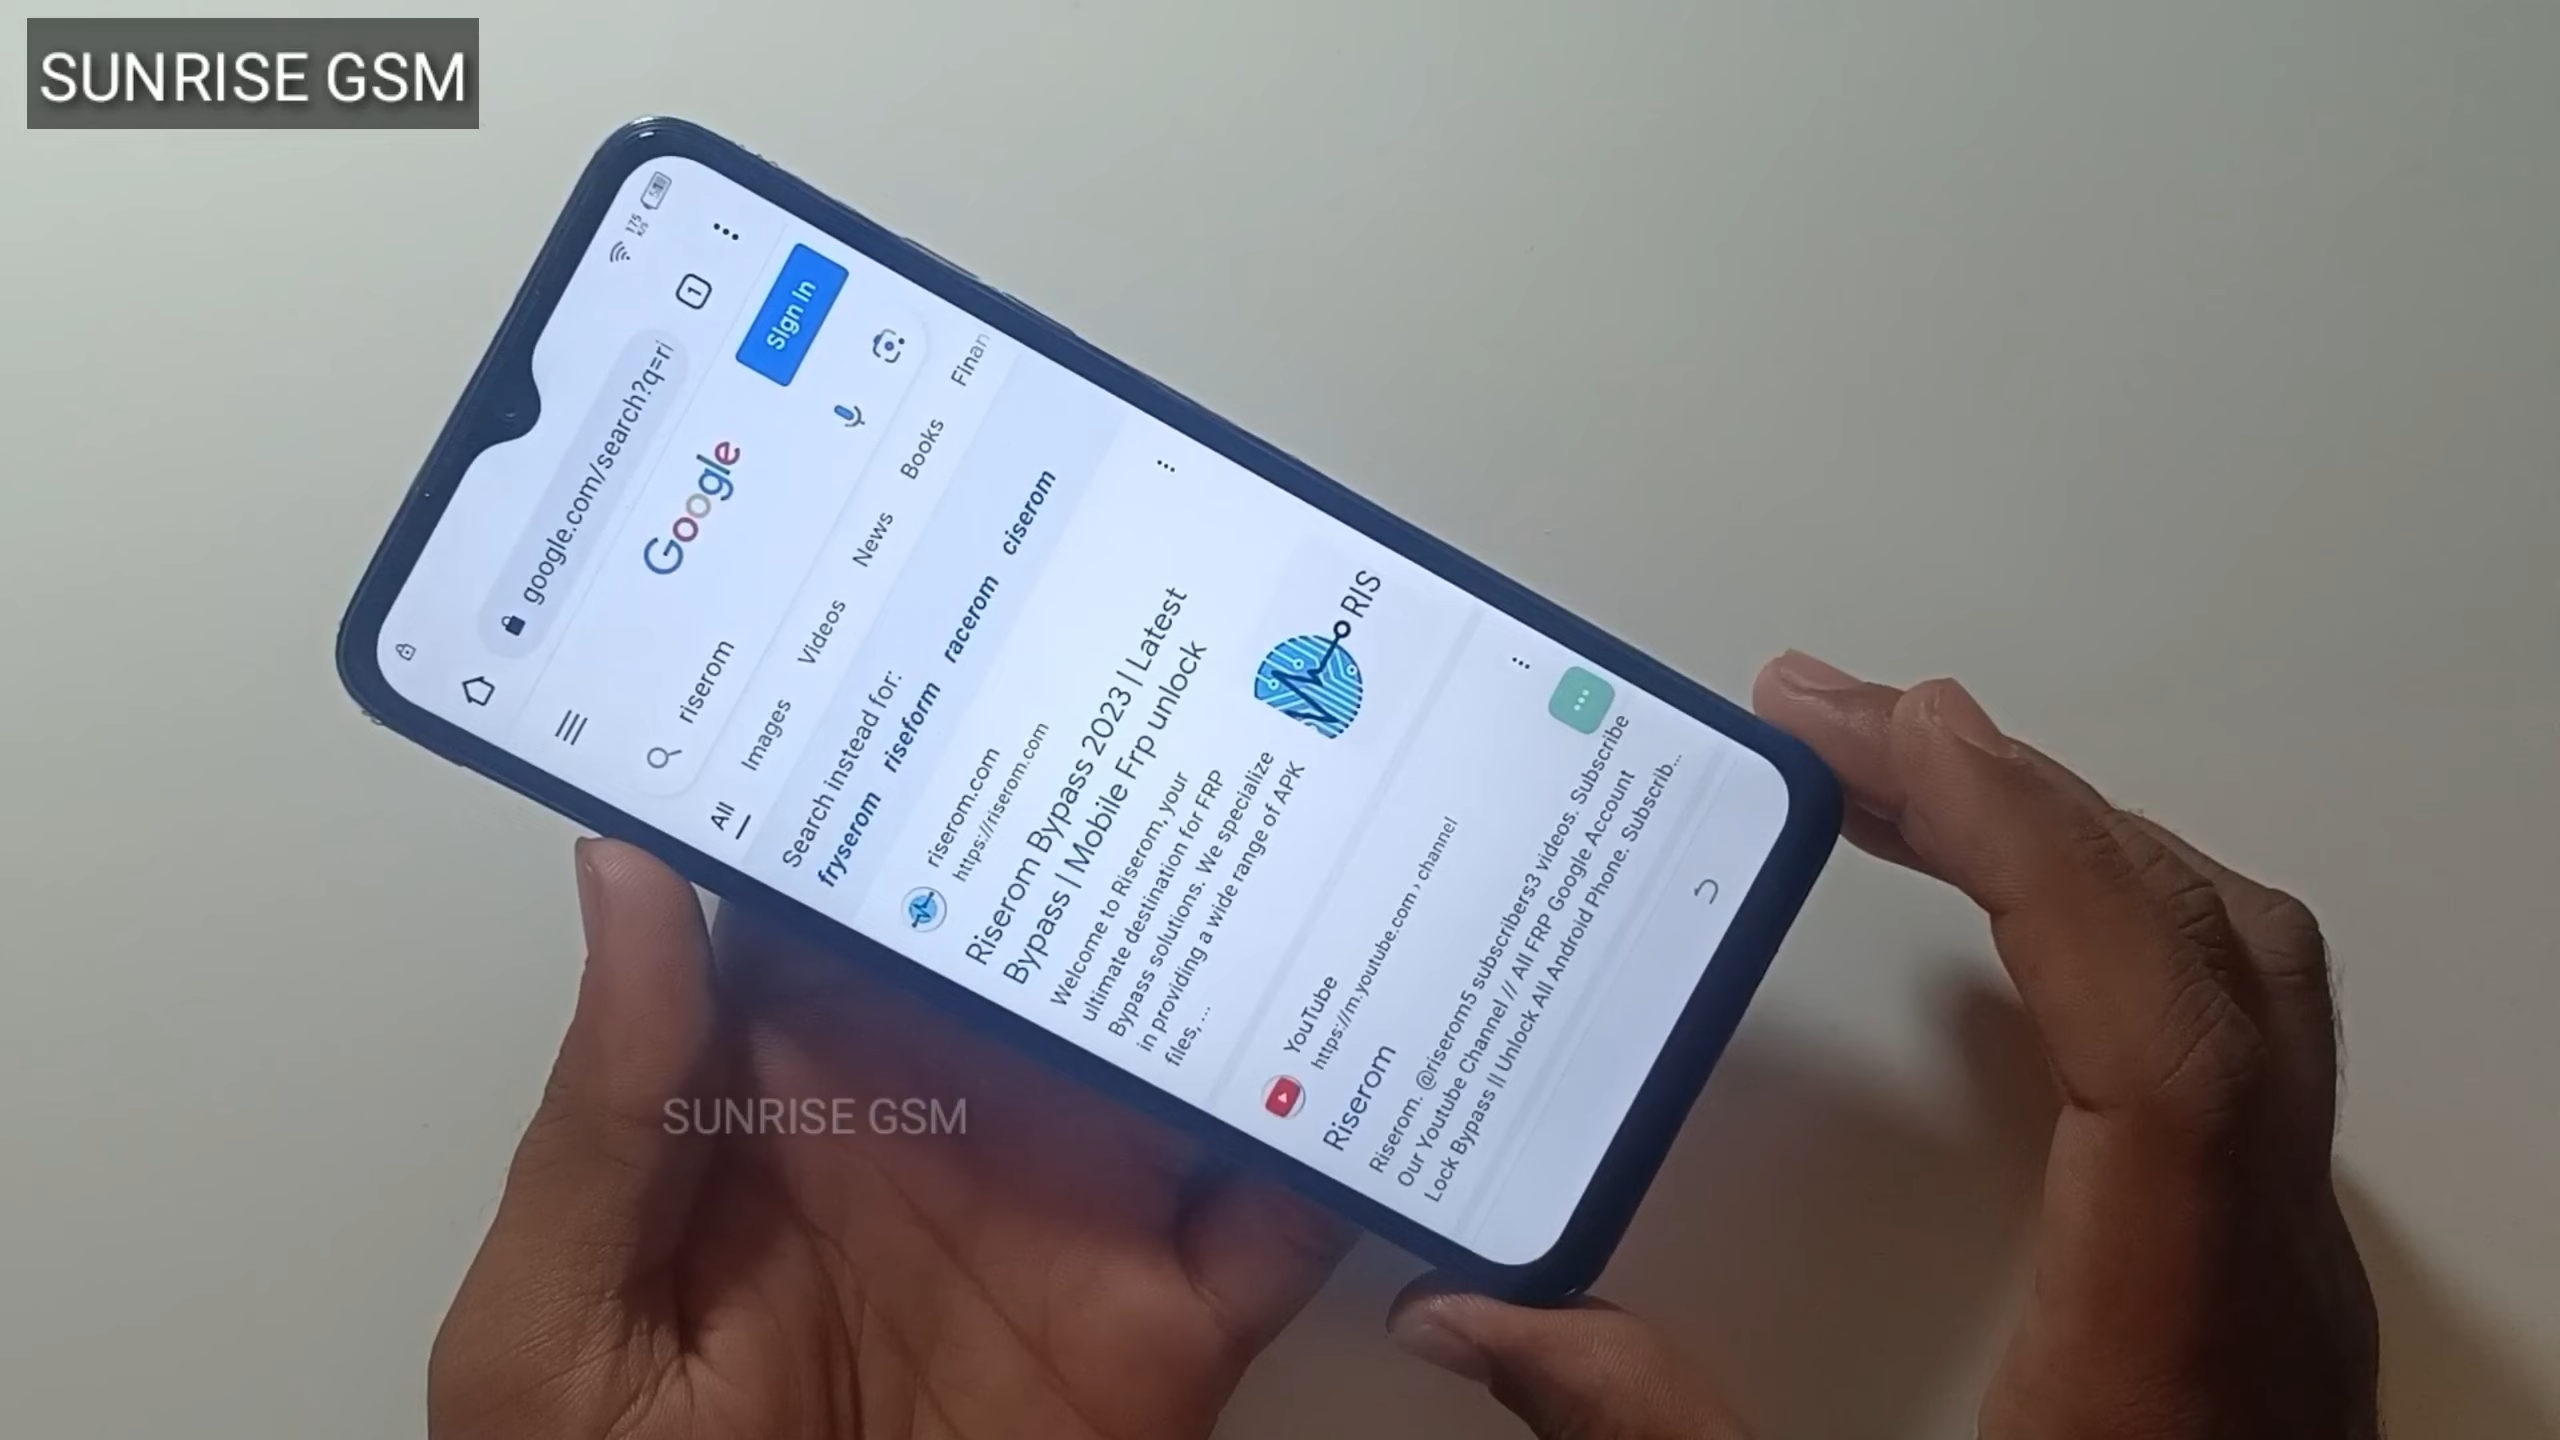 SUNRISE GSM
175
K/S
google.com/search?q=ri
1
Google
Sign in
riserom
All Images Videos News Books Finan
Search instead for:
fryserom riseform racerom ciserom
riserom.com
https://riserom.com
Riserom Bypass 2023 | Latest
Bypass | Mobile Frp unlock
Welcome to Riserom, your
ultimate destination for FRP
Bypass solutions. We specialize
in providing a wide range of APK
files, ...
RIS
YouTube
https://m.youtube.com › channel
Riserom
Riserom. @riserom5 subscribers3 videos. Subscribe
Our Youtube Channel // All FRP Google Account
Lock Bypass || Unlock All Android Phone. Subscrib...
SUNRISE GSM